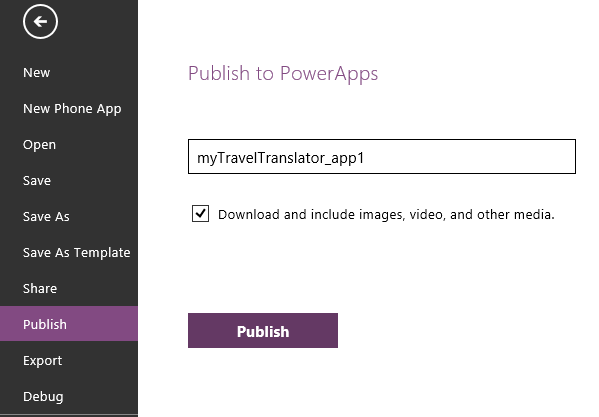 New
New Phone App
Open
Save
Save As
Save As Template
Share
Publish
Export
Debug
Publish to PowerApps
myTravelTranslator_app1
Download and include images, video, and other media.
Publish